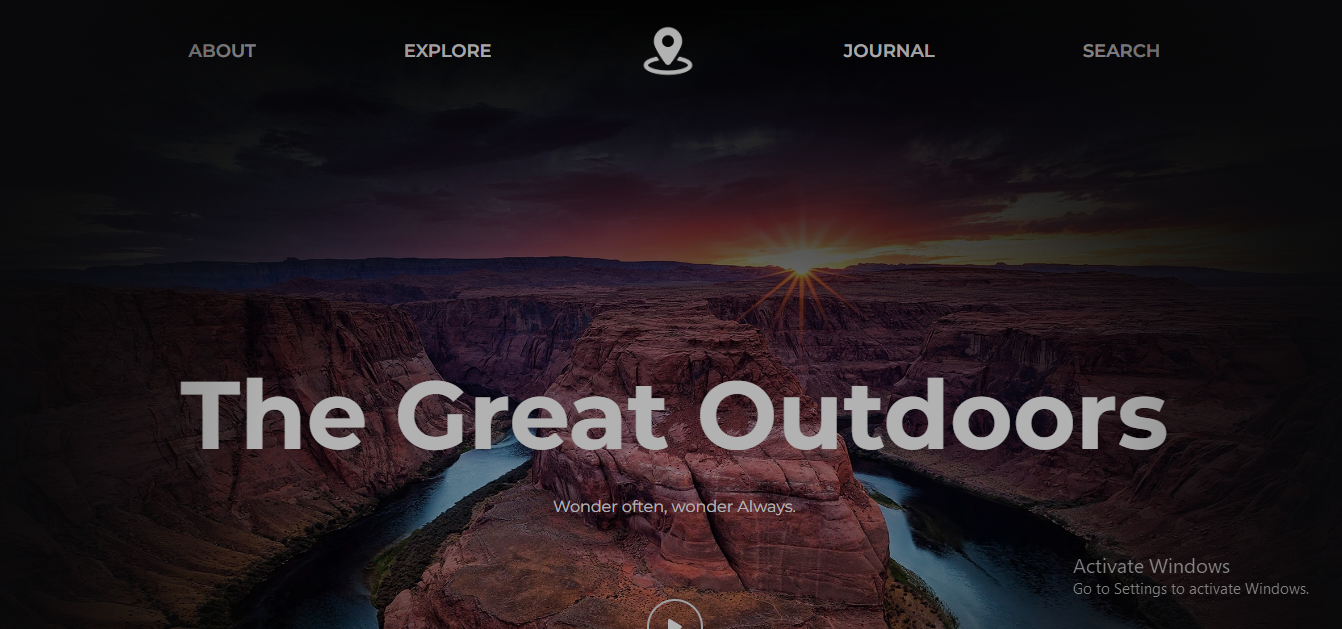 ABOUT
EXPLORE
JOURNAL
SEARCH
The Great Outdoors
Wonder often, wonder Always.
Activate Windows
Go to Settings to activate Windows.